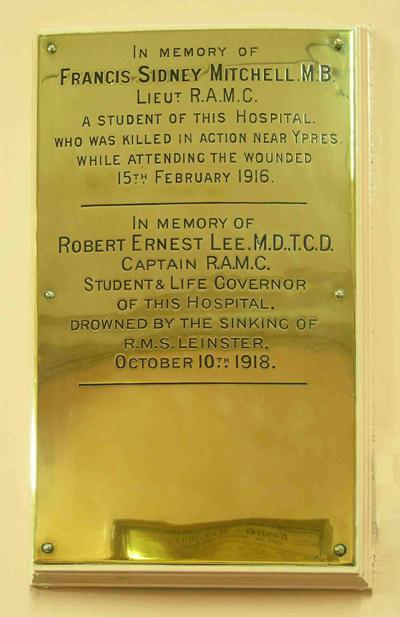 IN MEMORY OF
FRANCIS SIDNEY MITCHELL.M.B.
LIEUT R.A.M.C.
A STUDENT OF THIS HOSPITAL.
WHO WAS KILLED IN ACTION NEAR YPRES.
WHILE ATTENDING THE WOUNDED
15TH FEBRUARY 1916.
IN MEMORY OF
ROBERT ERNEST LEE, M.D., T.C.D.
CAPTAIN R.A.M.C.
STUDENT & LIFE GOVERNOR
OF THIS HOSPITAL.
DROWNED BY THE SINKING OF
R.M.S. LEINSTER.
OCTOBER 10TH 1918.